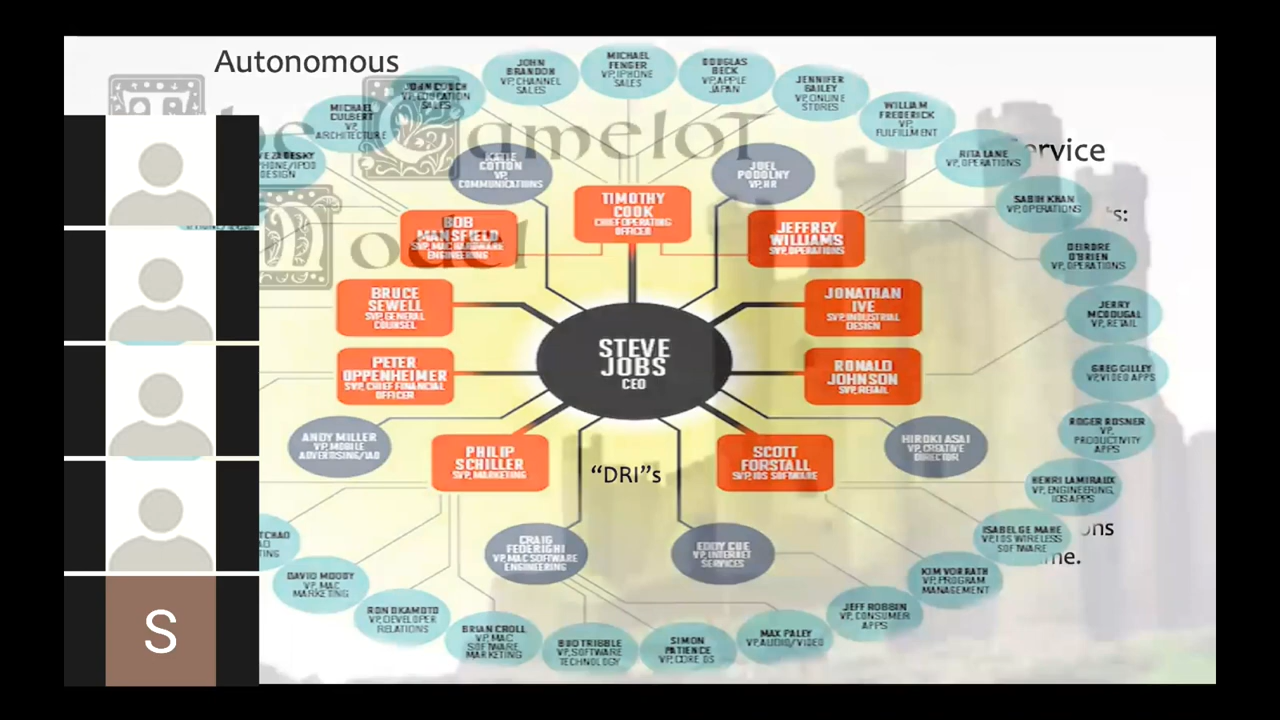 Autonomous
The Camelot
Model
ervice
s:
"DRI"s
ons
me.
STEVE
JOBS
CEO
TIMOTHY
COOK
CHIEF OPERATING
OFFICER
BOB
MANSFIELD
SVP, MAC HARDWARE
ENGINEERING
JEFFREY
WILLIAMS
SVP, OPERATIONS
BRUCE
SEWELL
SVP, GENERAL
COUNSEL
JONATHAN
IVE
SVP, INDUSTRIAL
DESIGN
PETER
OPPENHEIMER
SVP, CHIEF FINANCIAL
OFFICER
RONALD
JOHNSON
SVP, RETAIL
PHILIP
SCHILLER
SVP, MARKETING
SCOTT
FORSTALL
SVP, IOS SOFTWARE
KATIE
COTTON
VP,
COMMUNICATIONS
JOEL
PODOLNY
VP, HR
ANDY MILLER
VP, MOBILE
ADVERTISING/IAD
HIROKI ASAI
VP, CREATIVE
DIRECTOR
CRAIG
FEDERIGHI
VP, MAC SOFTWARE
ENGINEERING
EDDY CUE
VP, INTERNET
SERVICES
ZADESKY
PHONE/IPOD
DESIGN
MICHAEL
CULBERT
VP,
ARCHITECTURE
JOHN COUCH
VP, EDUCATION
SALES
JOHN
BRANDON
VP, CHANNEL
SALES
MICHAEL
FENGER
VP, IPHONE
SALES
DOUGLAS
BECK
VP, APPLE
JAPAN
JENNIFER
BAILEY
VP, ONLINE
STORES
WILLIAM
FREDERICK
VP,
FULFILLMENT
RITA LANE
VP, OPERATIONS
SABIH KHAN
VP, OPERATIONS
DEIRDRE
O'BRIEN
VP, OPERATIONS
JERRY
MCDOUGAL
VP, RETAIL
GREG GILLEY
VP, VIDEO APPS
ROGER ROSNER
VP,
PRODUCTIVITY
APPS
HENRI LAMIRAUX
VP, ENGINEERING,
IOS APPS
ISABEL GE MAHE
VP, IOS WIRELESS
SOFTWARE
KIM VORRATH
VP, PROGRAM
MANAGEMENT
JEFF ROBBIN
VP, CONSUMER
APPS
MAX PALEY
VP, AUDIO/VIDEO
SIMON
PATIENCE
VP, CORE OS
BUD TRIBBLE
VP, SOFTWARE
TECHNOLOGY
BRIAN CROLL
VP, MAC
SOFTWARE
MARKETING
RON OKAMOTO
VP, DEVELOPER
RELATIONS
DAVID MOODY
VP, MAC
MARKETING
TCHAO
TING
S